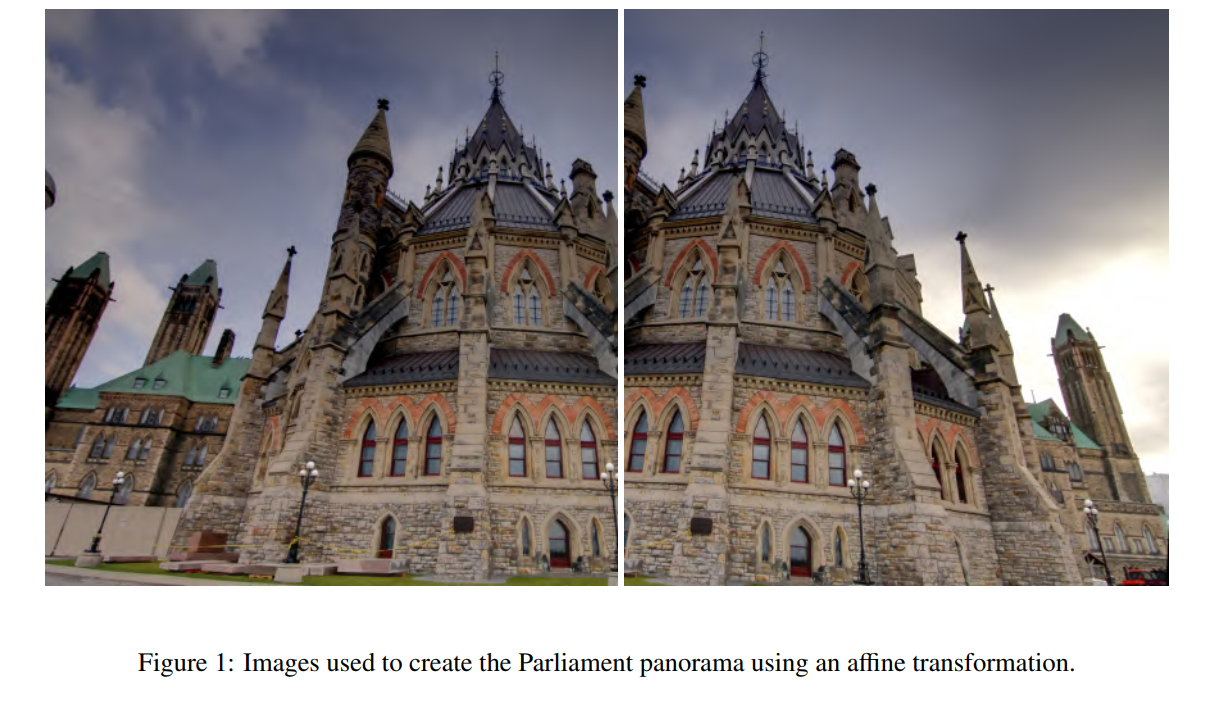 Figure 1: Images used to create the Parliament panorama using an affine transformation.